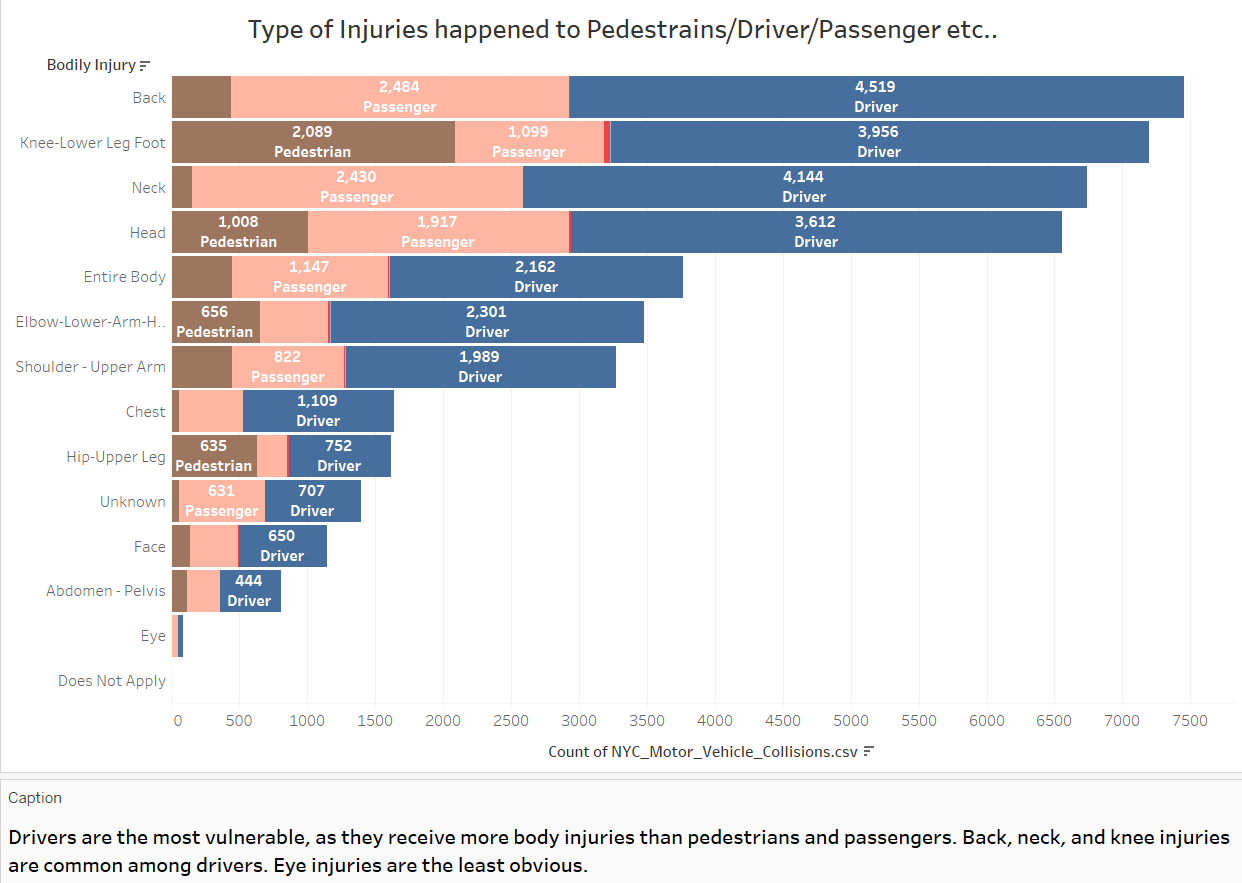 Type of Injuries happened to Pedestrains/Driver/Passenger etc..
Bodily Injury
Back
2,484
Passenger
4,519
Driver
Knee-Lower Leg Foot
2,089
Pedestrian
1,099
Passenger
3,956
Driver
Neck
2,430
Passenger
4,144
Driver
Head
1,008
Pedestrian
1,917
Passenger
3,612
Driver
Entire Body
1,147
Passenger
2,162
Driver
Elbow-Lower-Arm-H..
656
Pedestrian
2,301
Driver
Shoulder - Upper Arm
822
Passenger
1,989
Driver
Chest
1,109
Driver
Hip-Upper Leg
635
Pedestrian
752
Driver
Unknown
631
Passenger
707
Driver
Face
650
Driver
Abdomen - Pelvis
444
Driver
Eye
Does Not Apply
0 500 1000 1500 2000 2500 3000 3500 4000 4500 5000 5500 6000 6500 7000 7500
Count of NYC_Motor_Vehicle_Collisions.csv
Caption
Drivers are the most vulnerable, as they receive more body injuries than pedestrians and passengers. Back, neck, and knee injuries
are common among drivers. Eye injuries are the least obvious.